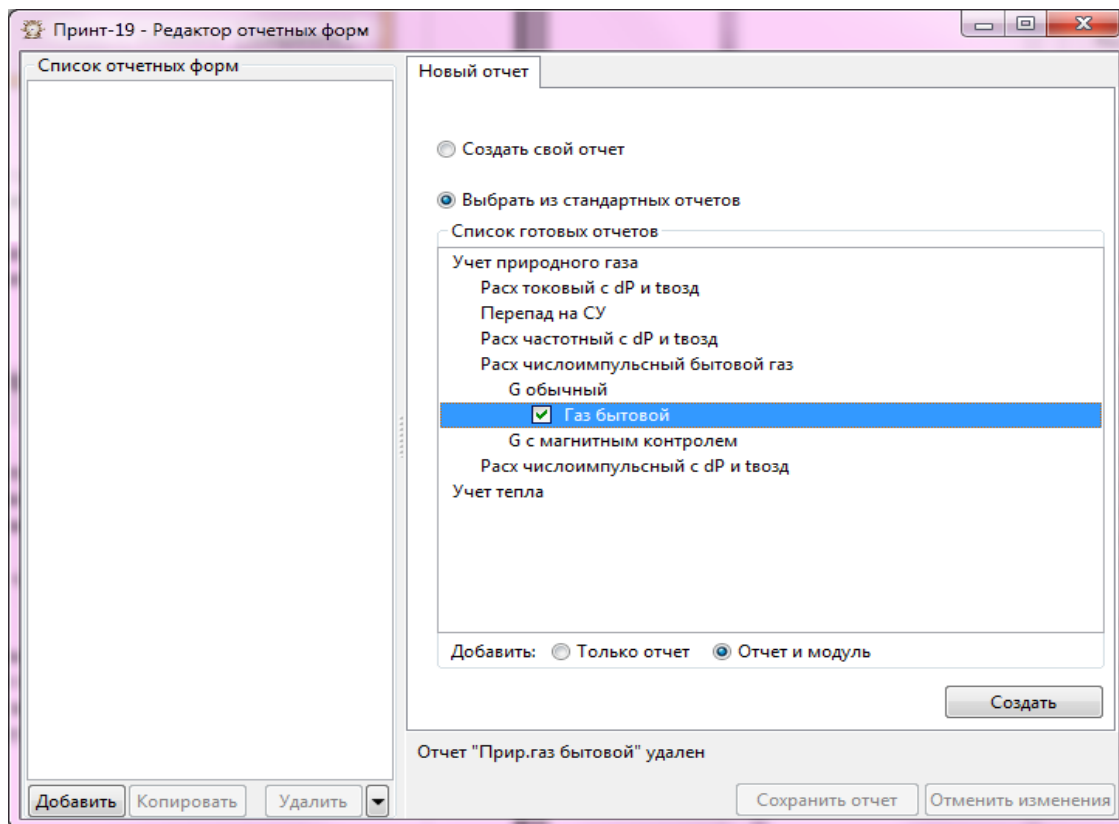 Принт-19 - Редактор отчетных форм
Список отчетных форм
Новый отчет
Создать свой отчет
Выбрать из стандартных отчетов
Список готовых отчетов
Учет природного газа
Расх токовый с dP и tвозд
Перепад на СУ
Расх частотный с dP и tвозд
Расх числоимпульсный бытовой газ
G обычный
Газ бытовой
G с магнитным контролем
Расх числоимпульсный с dP и tвозд
Учет тепла
Добавить: Только отчет Отчет и модуль
Создать
Отчет "Прир.газ бытовой" удален
Добавить Копировать Удалить Сохранить отчет Отменить изменения